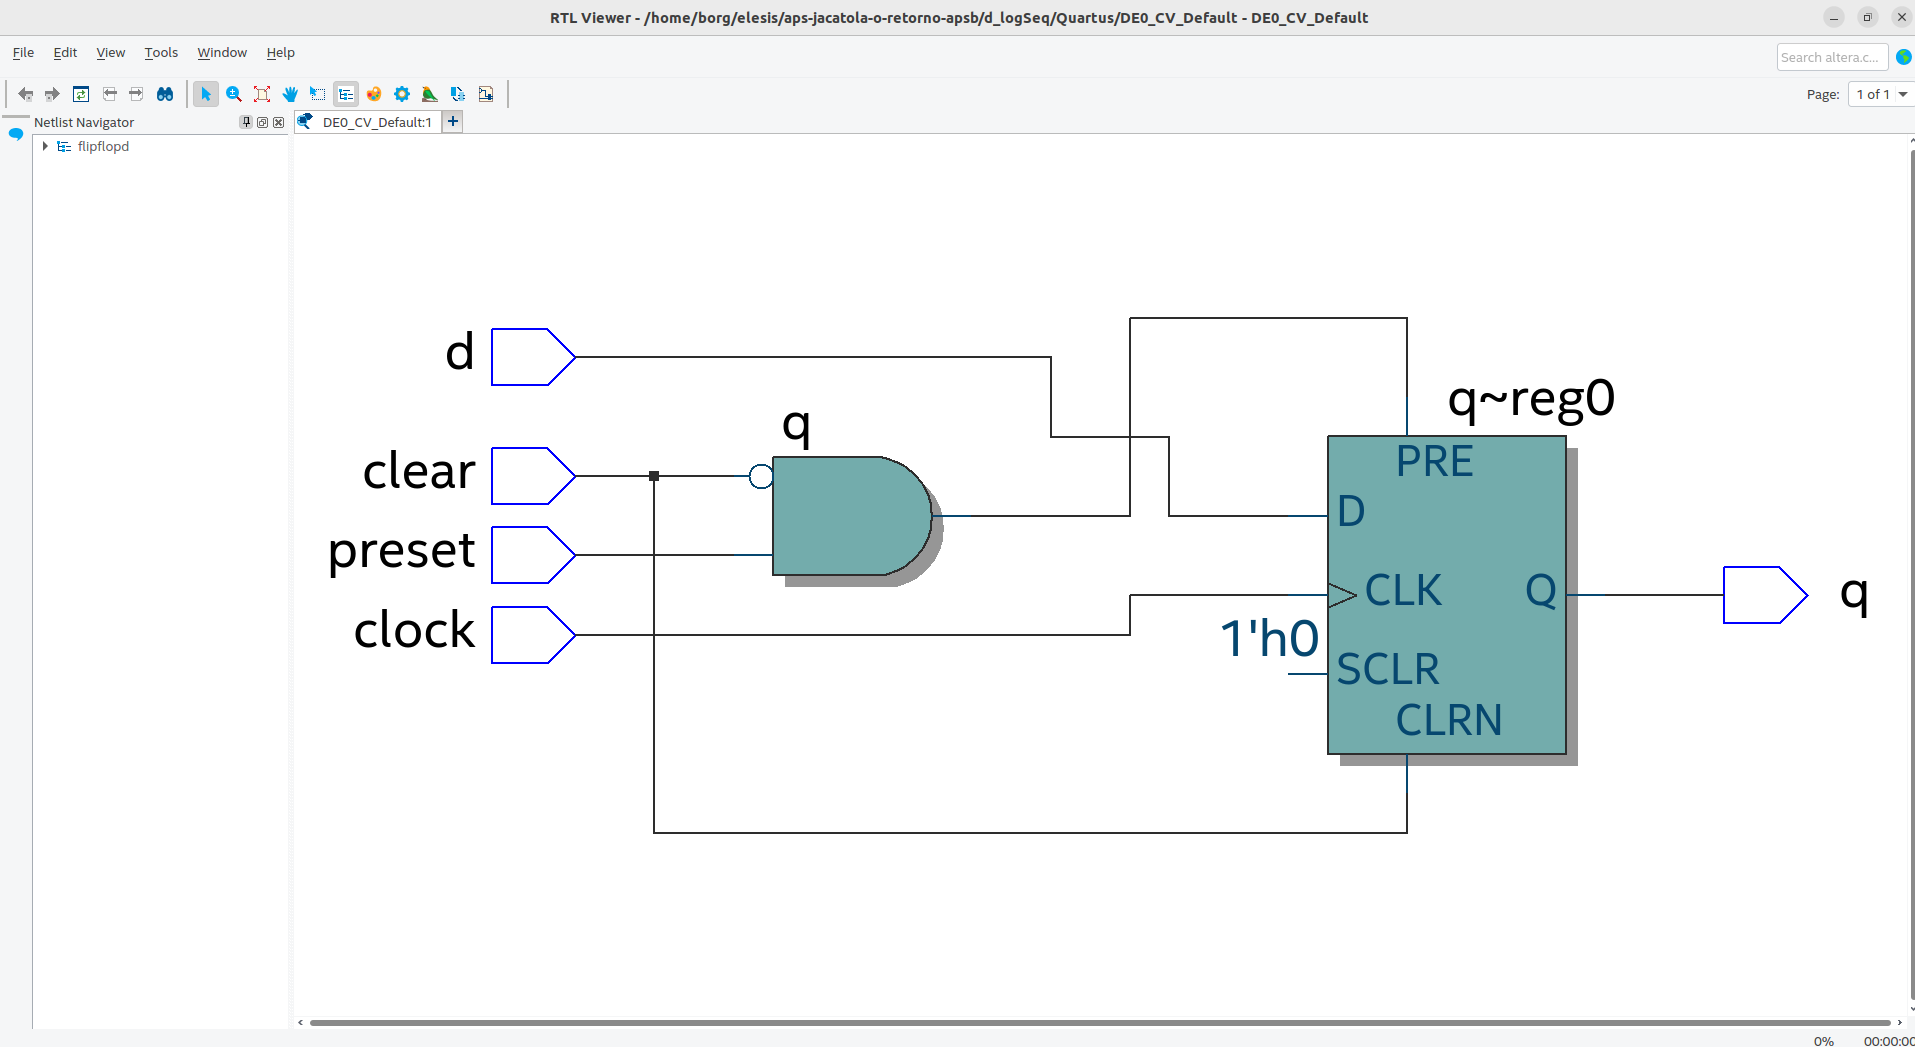 RTL Viewer - /home/borg/elesis/aps-jacatola-o-retorno-apsb/d_logSeq/Quartus/DE0_CV_Default - DE0_CV_Default
File Edit View Tools Window Help
Search altera.c...
Page: 1 of 1
Netlist Navigator
DE0_CV_Default:1
flipflopd
d
clear
preset
clock
q
q~reg0
PRE
D
CLK
Q
1'h0
SCLR
CLRN
q
0% 00:00:00